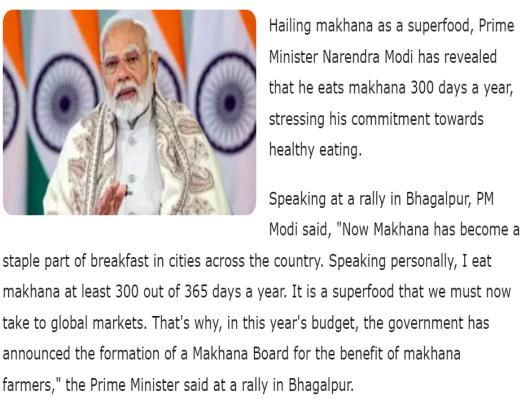 Hailing makhana as a superfood, Prime
Minister Narendra Modi has revealed
that he eats makhana 300 days a year,
stressing his commitment towards
healthy eating.
Speaking at a rally in Bhagalpur, PM
Modi said, "Now Makhana has become a
staple part of breakfast in cities across the country. Speaking personally, I eat
makhana at least 300 out of 365 days a year. It is a superfood that we must now
take to global markets. That's why, in this year's budget, the government has
announced the formation of a Makhana Board for the benefit of makhana
farmers," the Prime Minister said at a rally in Bhagalpur.